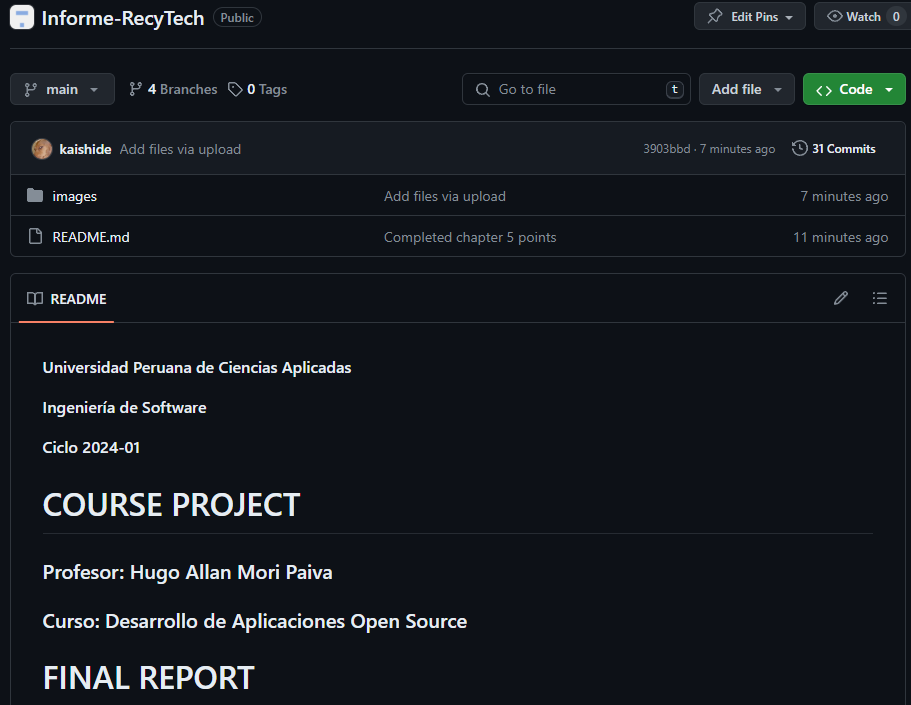 Informe-RecyTech Public Edit Pins Watch 0
main 4 Branches 0 Tags Go to file t Add file Code
kaishide Add files via upload 3903bbd · 7 minutes ago 31 Commits
images Add files via upload 7 minutes ago
README.md Completed chapter 5 points 11 minutes ago
README
Universidad Peruana de Ciencias Aplicadas
Ingeniería de Software
Ciclo 2024-01
COURSE PROJECT
Profesor: Hugo Allan Mori Paiva
Curso: Desarrollo de Aplicaciones Open Source
FINAL REPORT